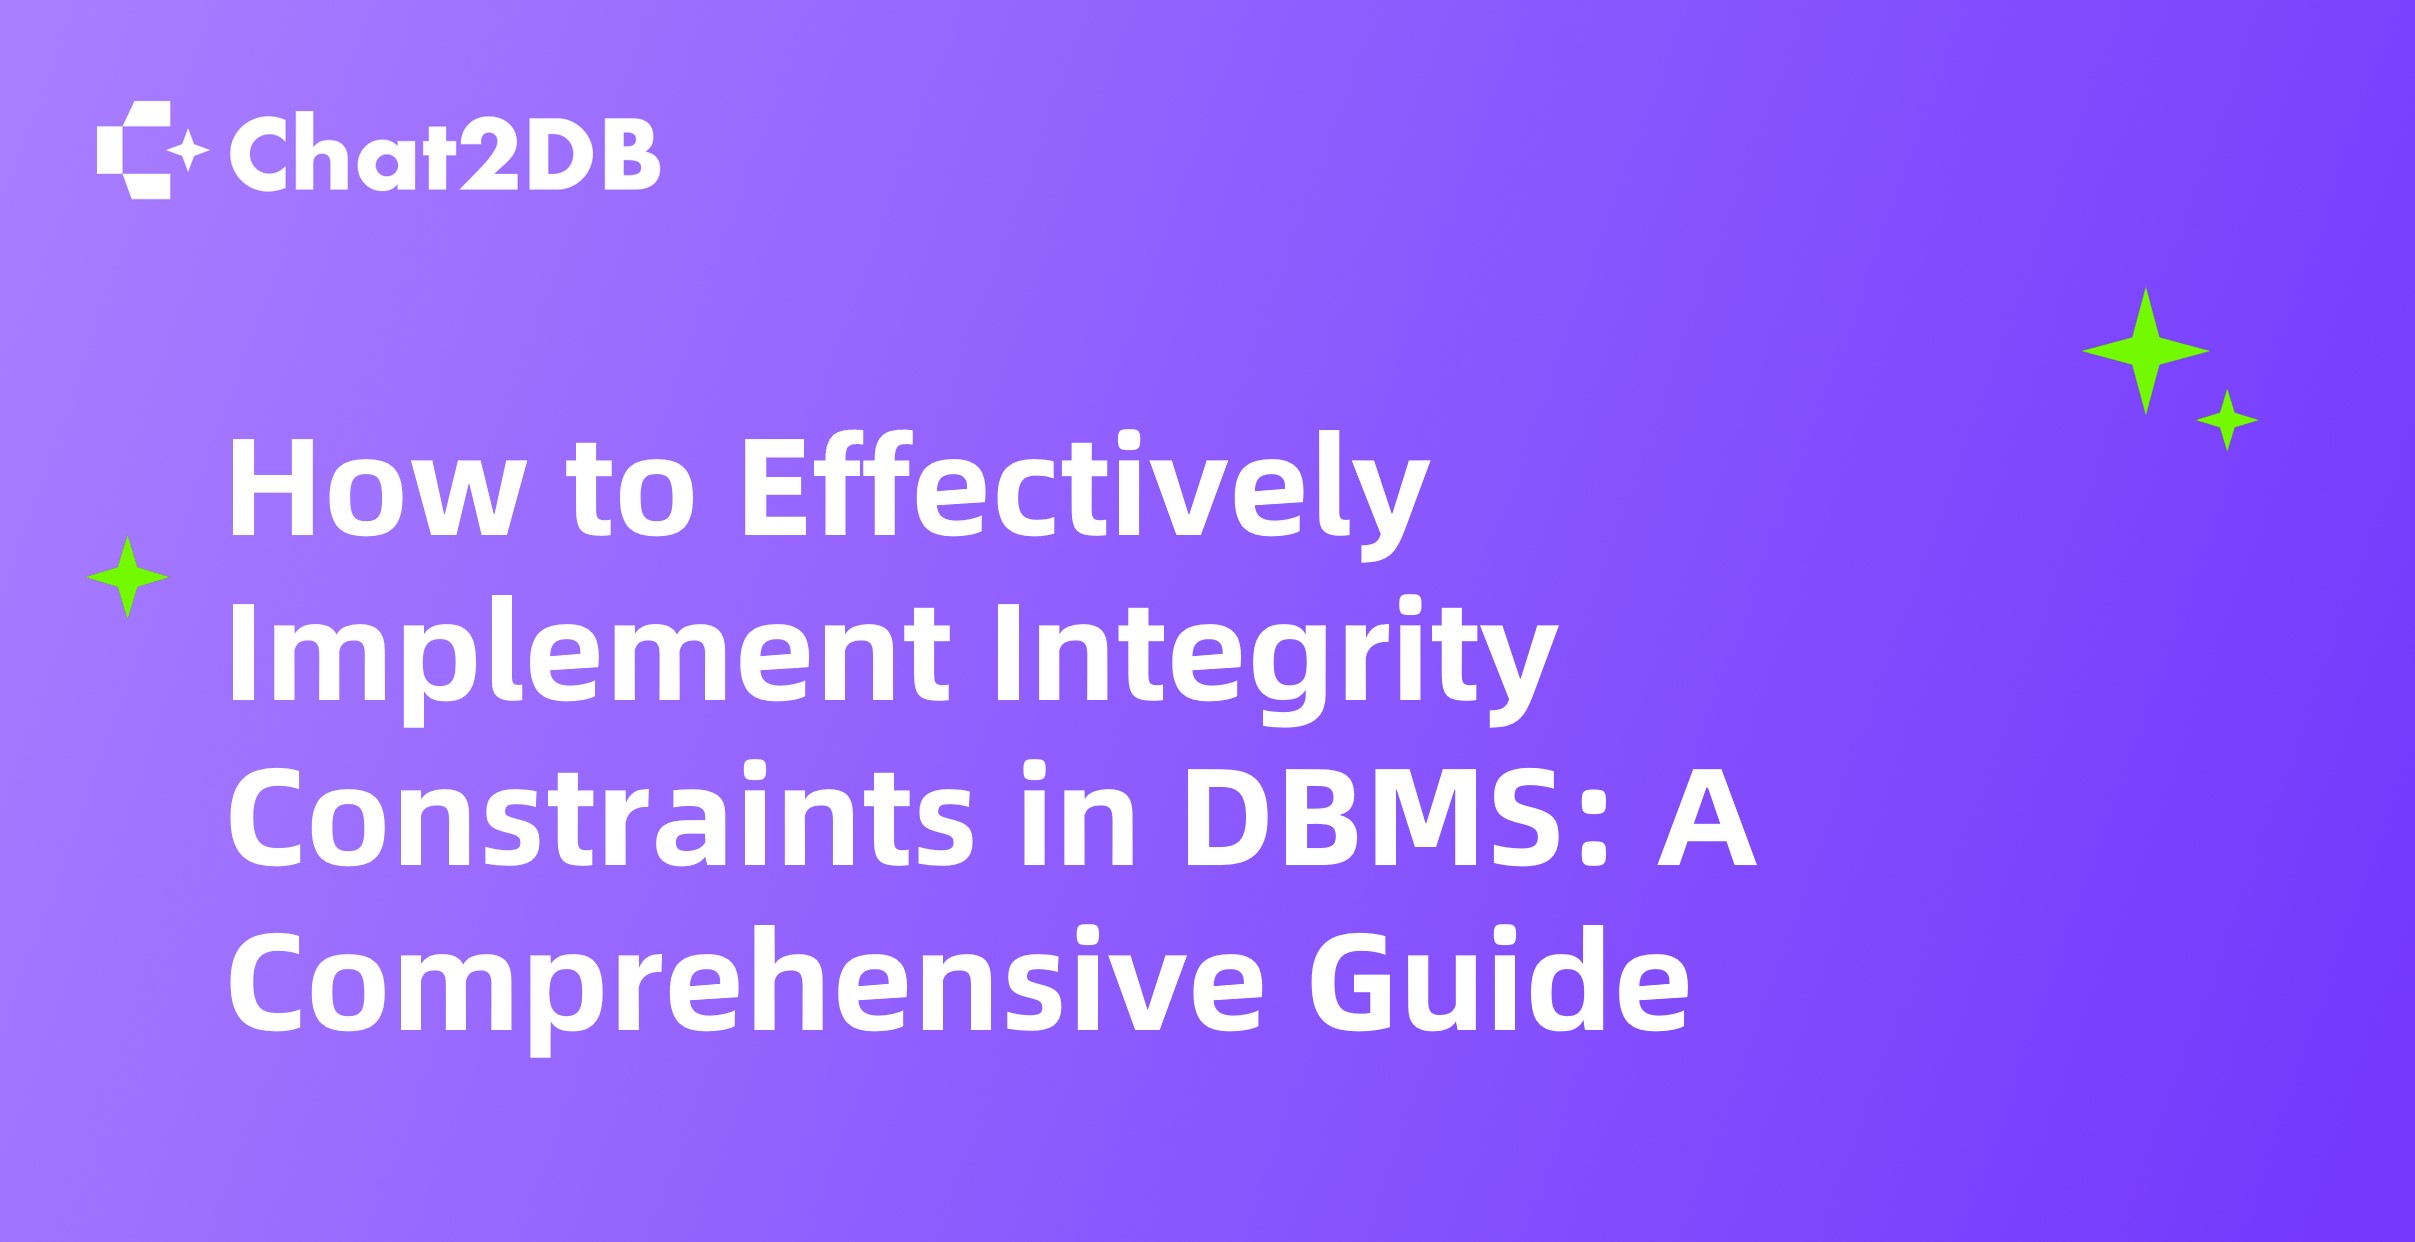 Chat2DB
How to Effectively
Implement Integrity
Constraints in DBMS: A
Comprehensive Guide